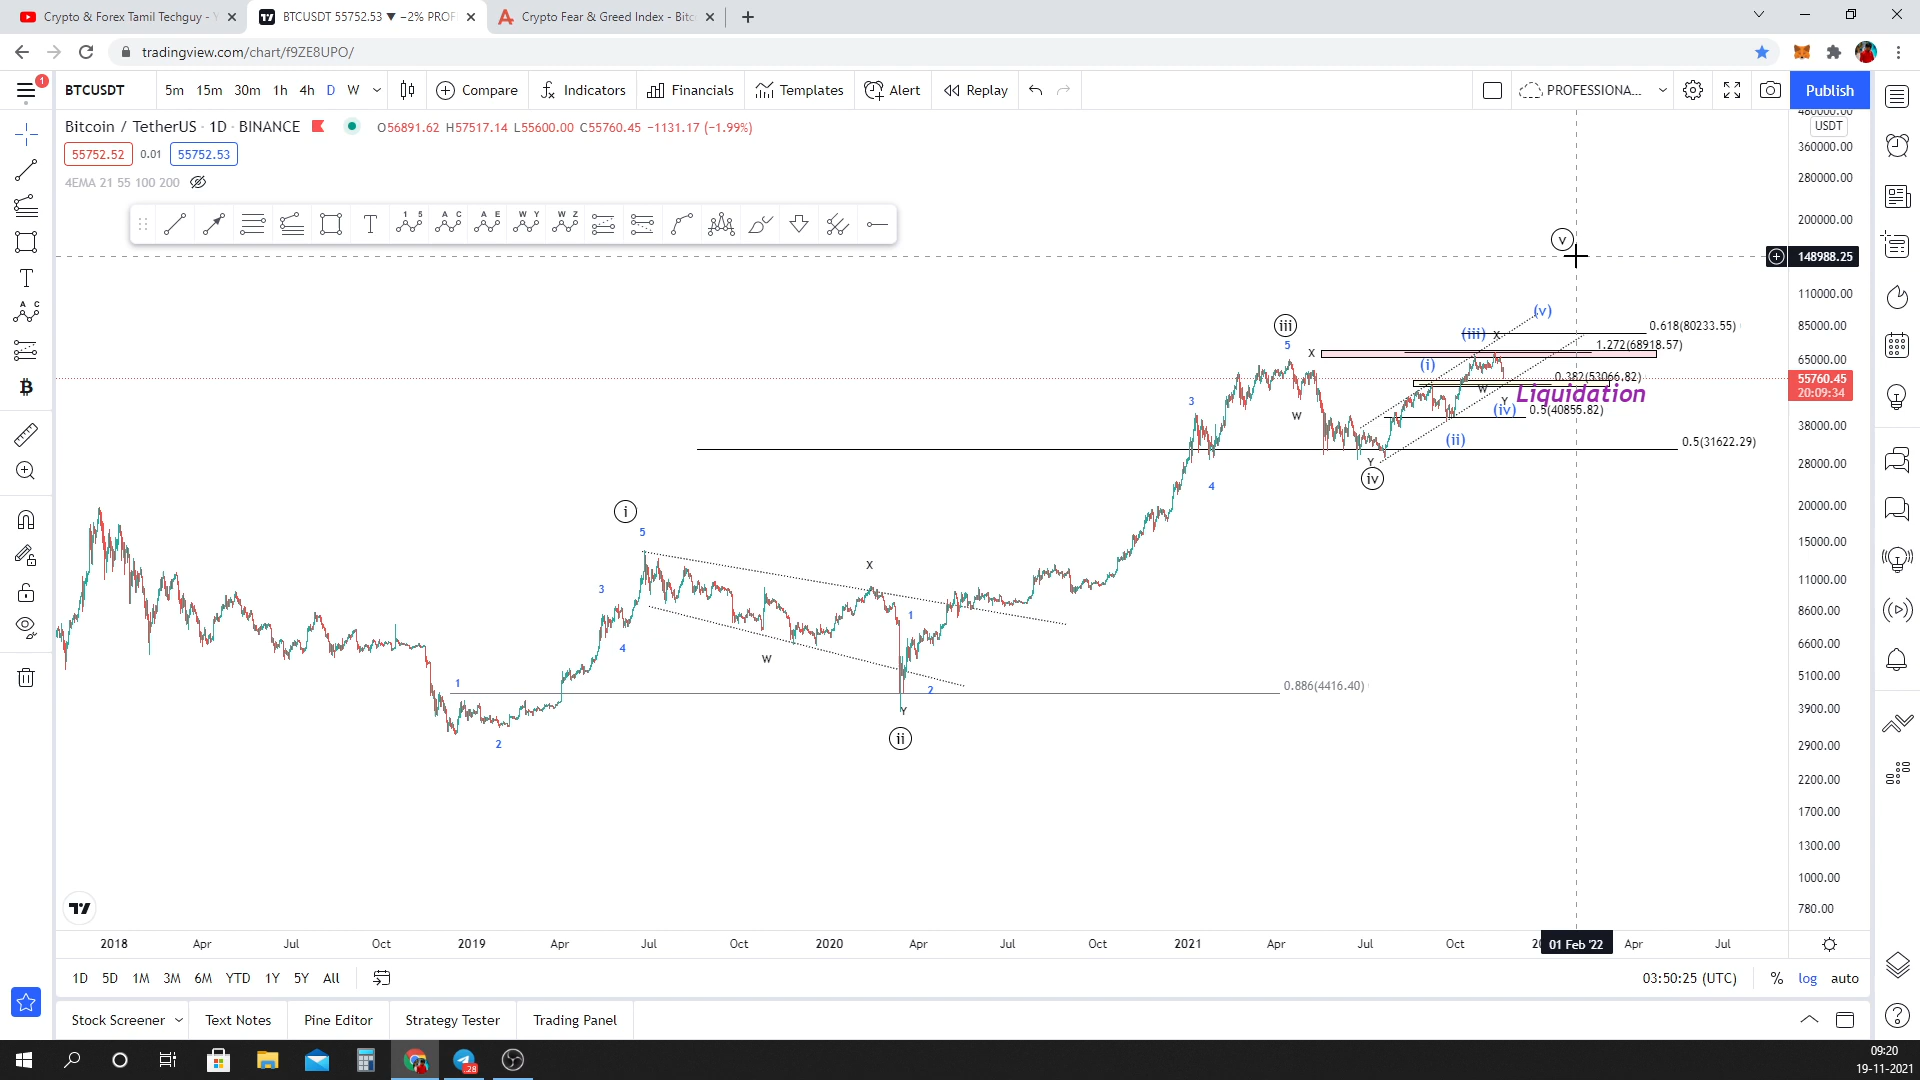 Crypto & Forex Tamil Techguy -
BTCUSDT 55752.53 ▼ −2% PROF
Crypto Fear & Greed Index - Bitc
tradingview.com/chart/f9ZE8UPO/
1
BTCUSDT 5m 15m 30m 1h 4h D W Compare Indicators Financials Templates Alert Replay PROFESSIONA... Publish
Bitcoin / TetherUS · 1D · BINANCE O56891.62 H57517.14 L55600.00 C55760.45 −1131.17 (−1.99%)
55752.52 0.01 55752.53
4EMA 21 55 100 200
T 1 5 A C A E W Y W Z
480000.00
USDT
360000.00
280000.00
200000.00
148988.25
110000.00
85000.00
65000.00
55760.45
20:09:34
38000.00
28000.00
20000.00
15000.00
11000.00
8600.00
6600.00
5100.00
3900.00
2900.00
2200.00
1700.00
1300.00
1000.00
780.00
v
(v)
iii
5
X
(iii) X
0.618(80233.55)
1.272(68918.57)
(i)
0.382(53066.82)
W
Liquidation
Y
(iv)
0.5(40855.82)
3
W
(ii)
0.5(31622.29)
Y
iv
4
i
5
3
X
1
4
W
1
2
0.886(4416.40)
Y
ii
2
2018 Apr Jul Oct 2019 Apr Jul Oct 2020 Apr Jul Oct 2021 Apr Jul Oct 01 Feb '22 Apr Jul
1D 5D 1M 3M 6M YTD 1Y 5Y All 03:50:25 (UTC) % log auto
Stock Screener Text Notes Pine Editor Strategy Tester Trading Panel
28
09:20
19-11-2021